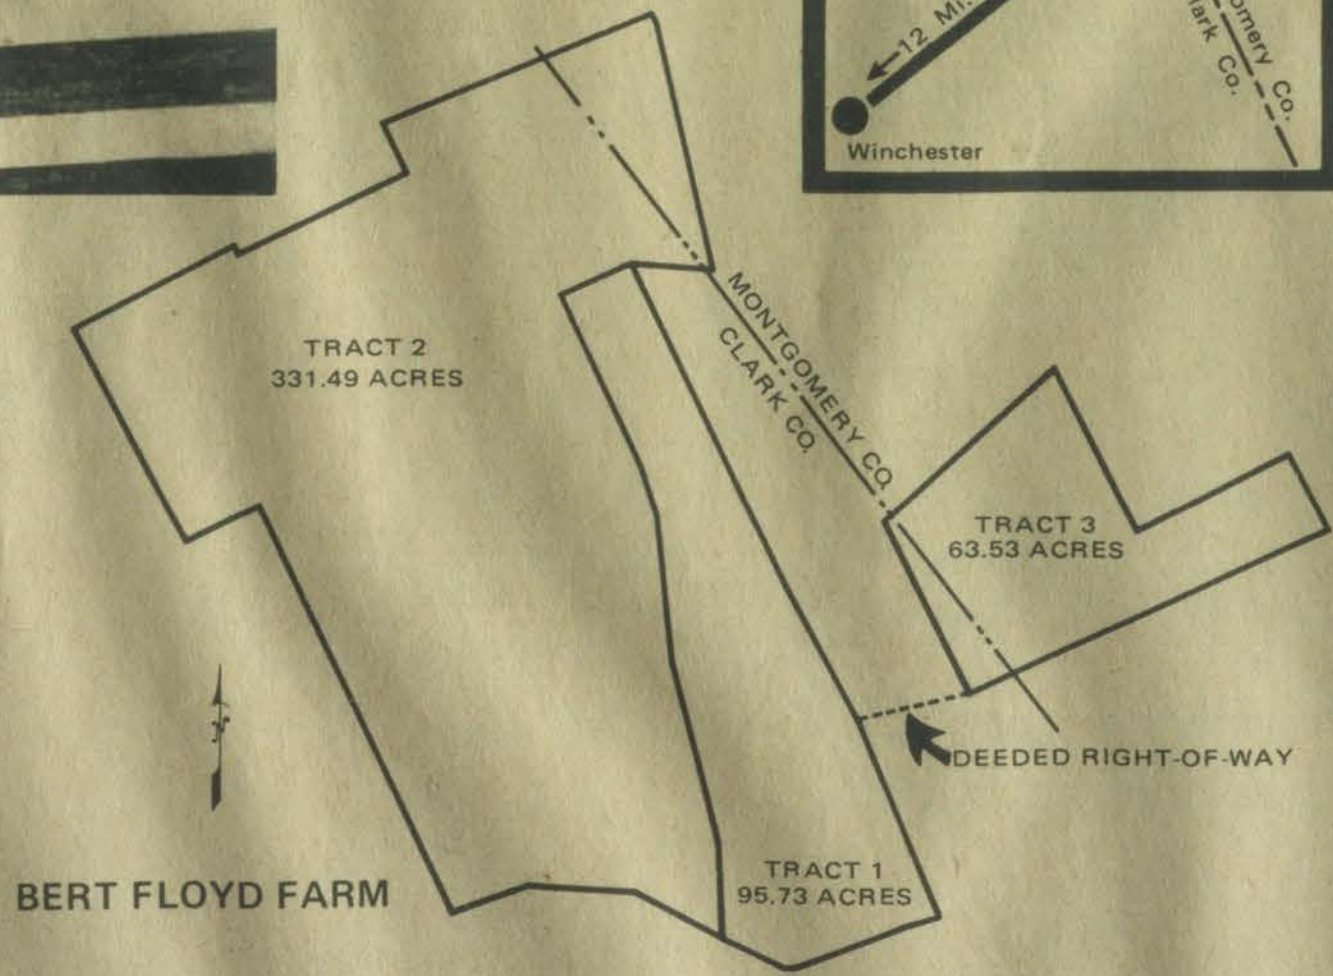 12 Mi.
omery Co.
lark Co.
Winchester
MONTGOMERY CO.
CLARK CO.
TRACT 2
331.49 ACRES
TRACT 3
63.53 ACRES
DEEDED RIGHT-OF-WAY
TRACT 1
95.73 ACRES
BERT FLOYD FARM